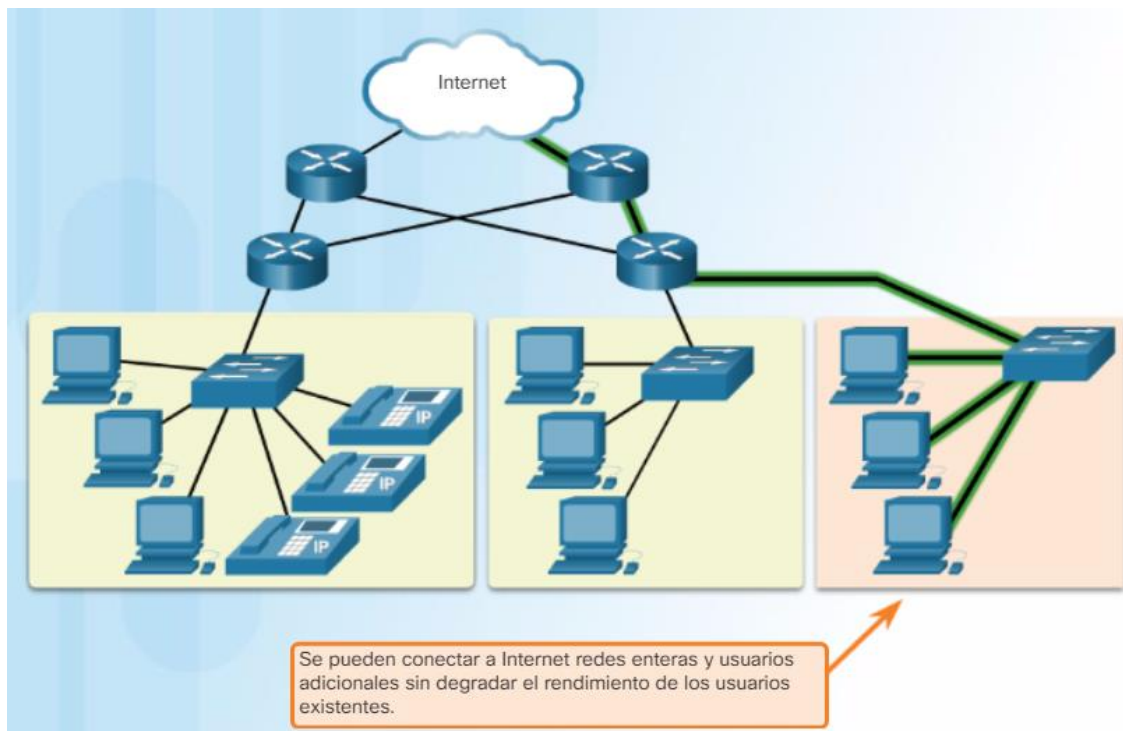 Internet
IP
IP
IP
Se pueden conectar a Internet redes enteras y usuarios
adicionales sin degradar el rendimiento de los usuarios
existentes.